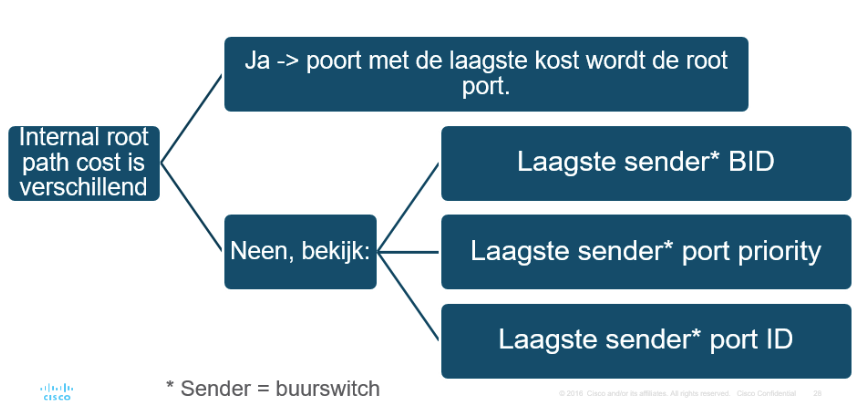 Ja -> poort met de laagste kost wordt de root
port.
Internal root
path cost is
verschillend
Laagste sender* BID
Neen, bekijk:
Laagste sender* port priority
Laagste sender* port ID
* Sender = buurswitch
CISCO
© 2016 Cisco and/or its affiliates. All rights reserved. Cisco Confidential 28